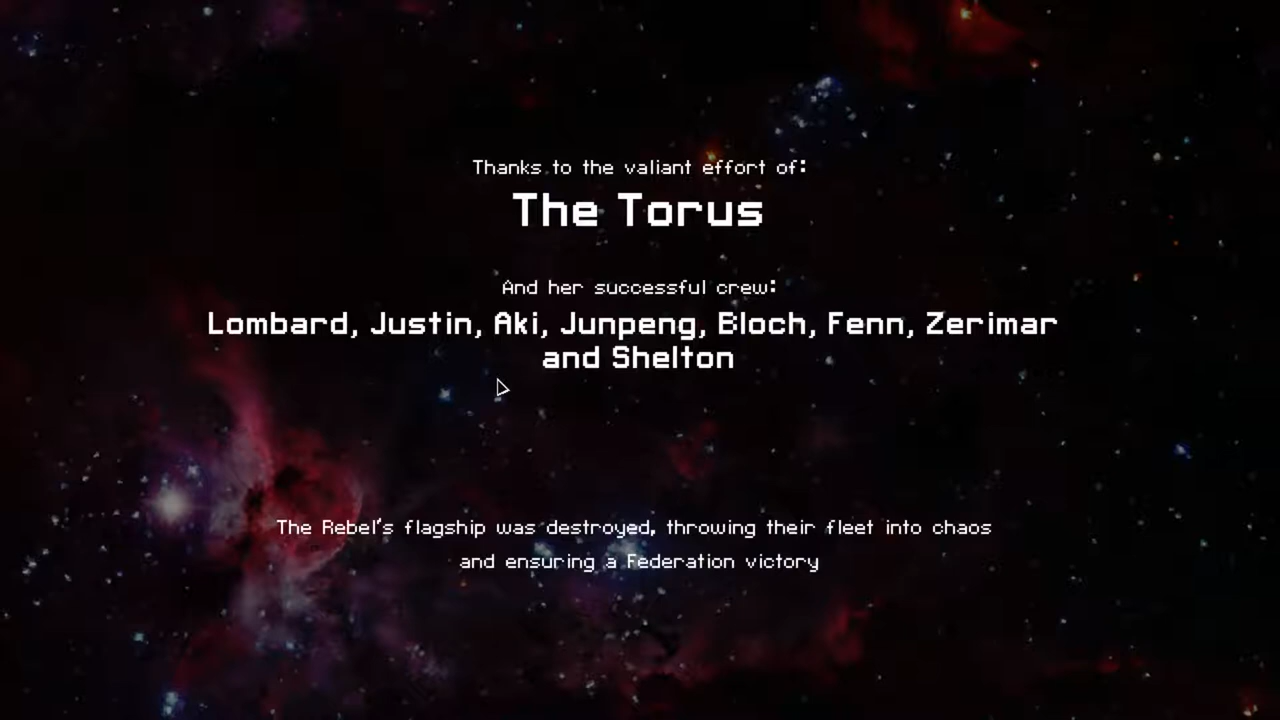 Thanks to the valiant effort of:
The Torus
And her successful crew:
Lombard, Justin, Aki, Junpeng, Bloch, Fenn, Zerimar
and Shelton
The Rebel's flagship was destroyed, throwing their fleet into chaos
and ensuring a Federation victory